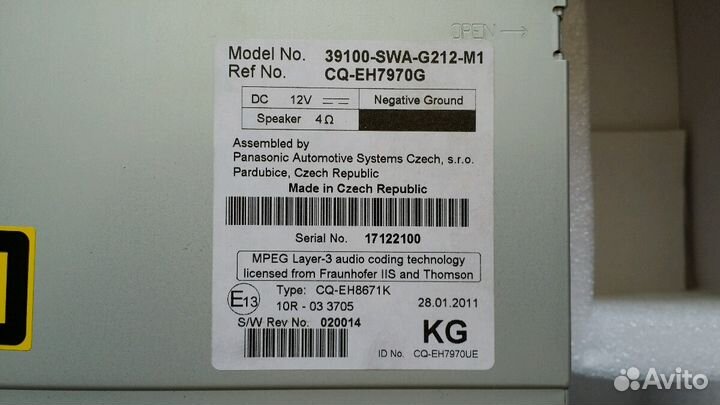 OPEN
Model No. 39100-SWA-G212-M1
Ref No. CQ-EH7970G
DC 12V Negative Ground
Speaker 4Ω
Assembled by
Panasonic Automotive Systems Czech, s.r.o.
Pardubice, Czech Republic
Made in Czech Republic
Serial No. 17122100
MPEG Layer-3 audio coding technology
licensed from Fraunhofer IIS and Thomson
E13 Type: CQ-EH8671K
10R - 03 3705
28.01.2011
S/W Rev No. 020014
KG
ID No. CQ-EH7970UE
Avito